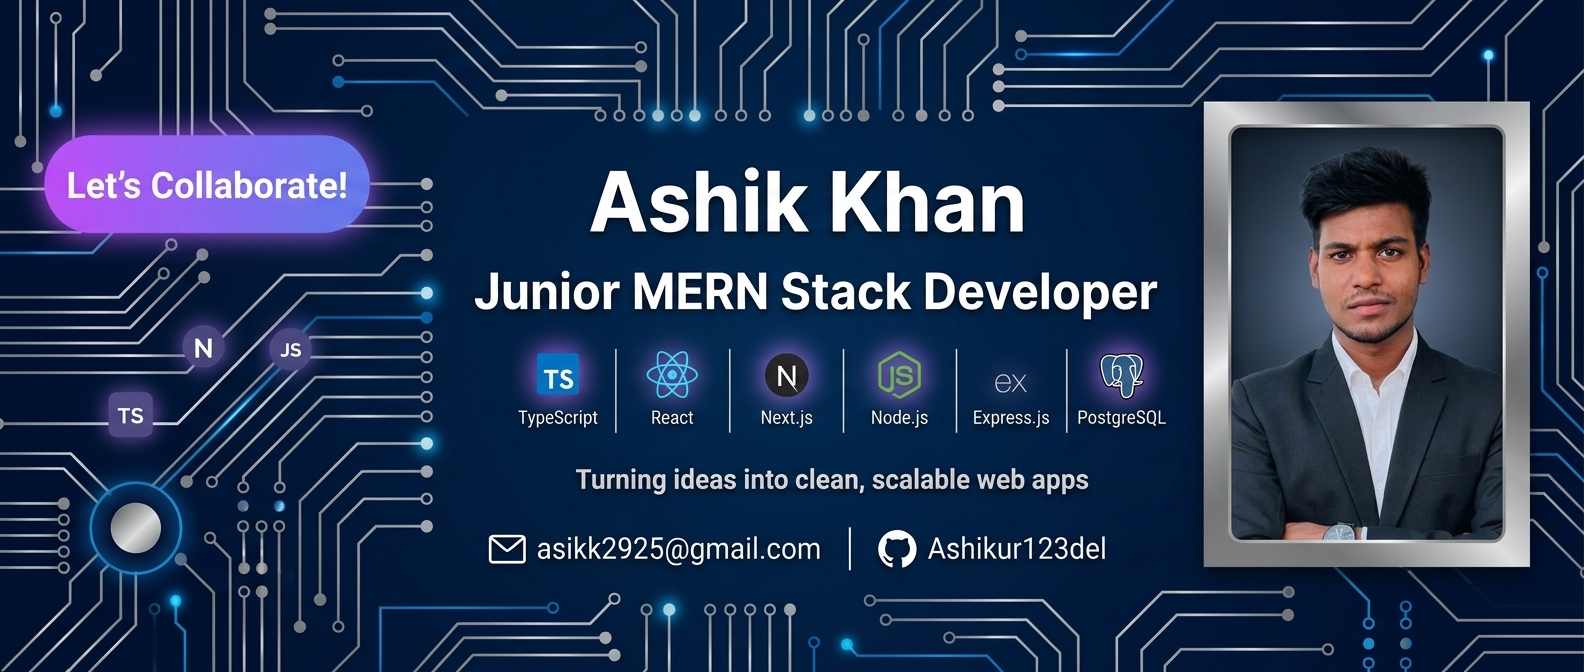 Let's Collaborate!
Ashik Khan
Junior MERN Stack Developer
N
JS
TS
TS
N
JS
ex
TypeScript
React
Next.js
Node.js
Express.js
PostgreSQL
Turning ideas into clean, scalable web apps
asikk2925@gmail.com
Ashikur123del